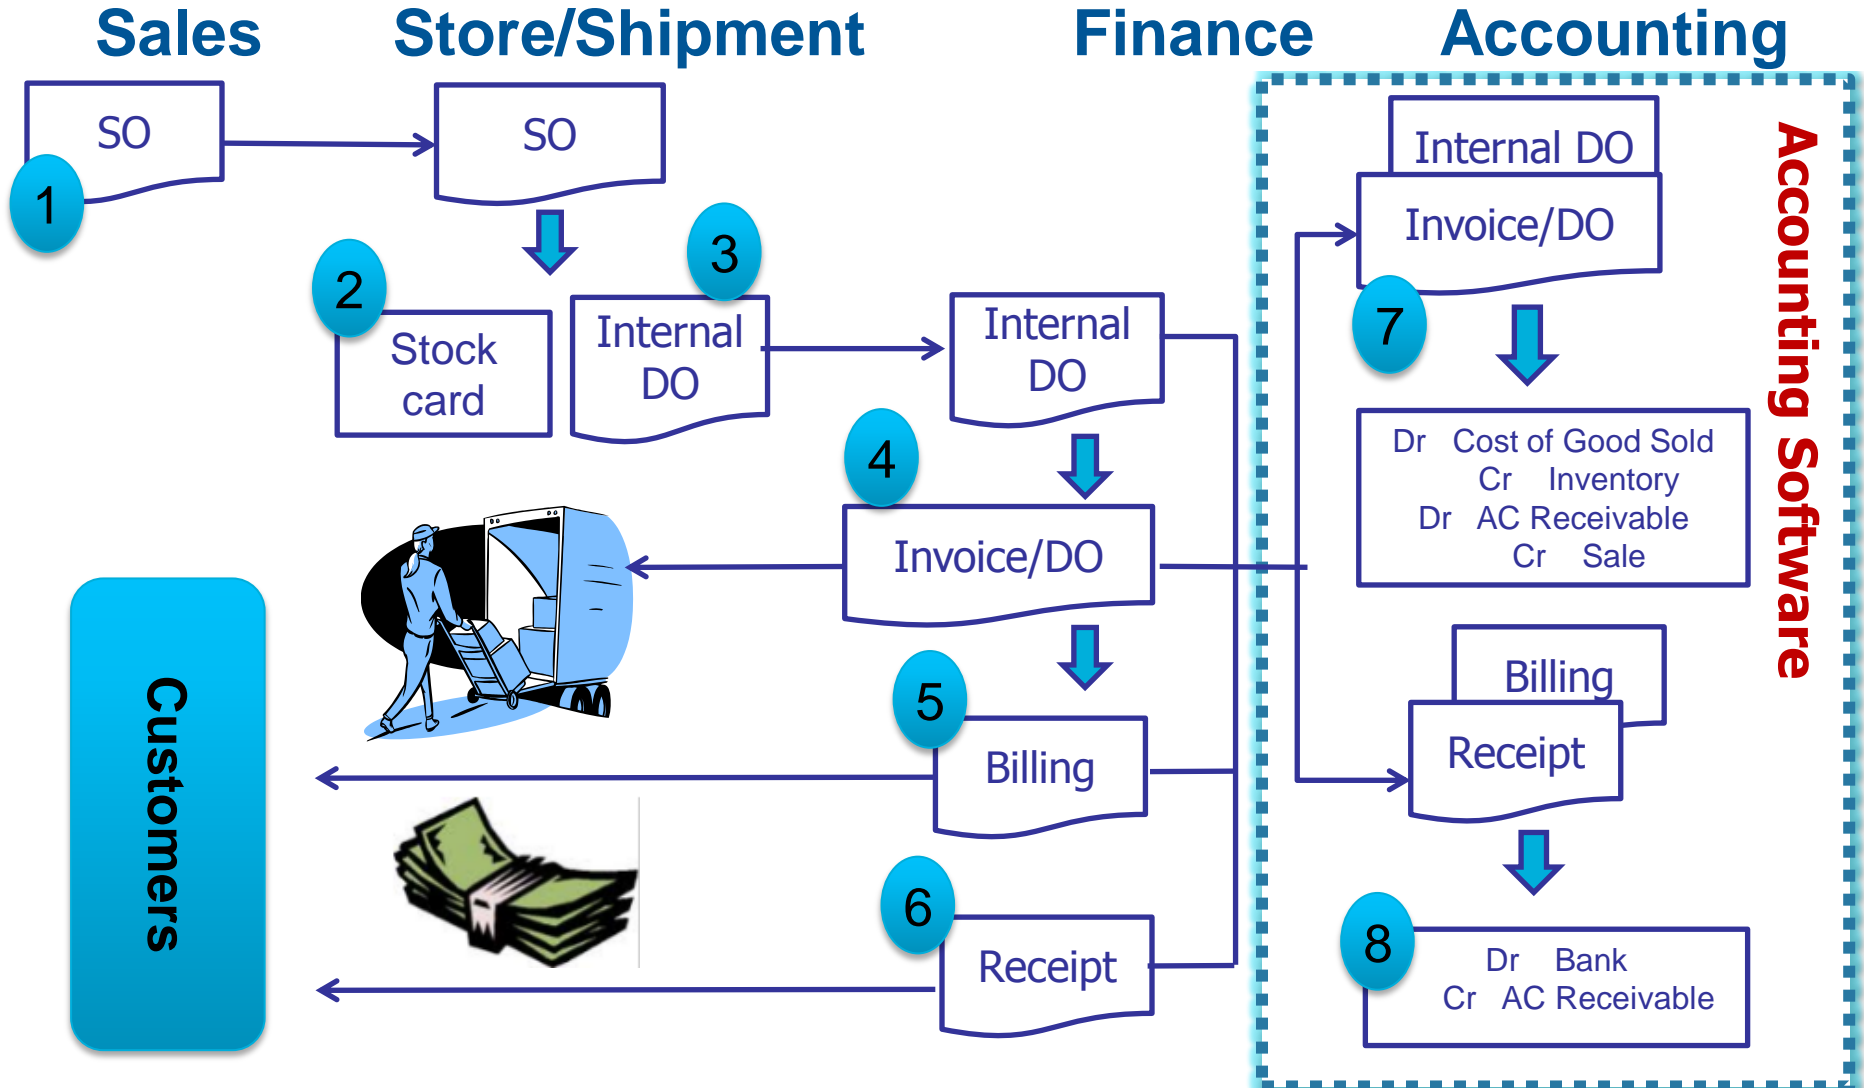 Sales
Store/Shipment
Finance
Accounting
SO
1
SO
2
Stock
card
3
Internal
DO
Internal
DO
4
Invoice/DO
5
Billing
6
Receipt
Customers
Internal DO
Invoice/DO
7
Dr Cost of Good Sold
Cr Inventory
Dr AC Receivable
Cr Sale
Billing
Receipt
8
Dr Bank
Cr AC Receivable
Accounting Software